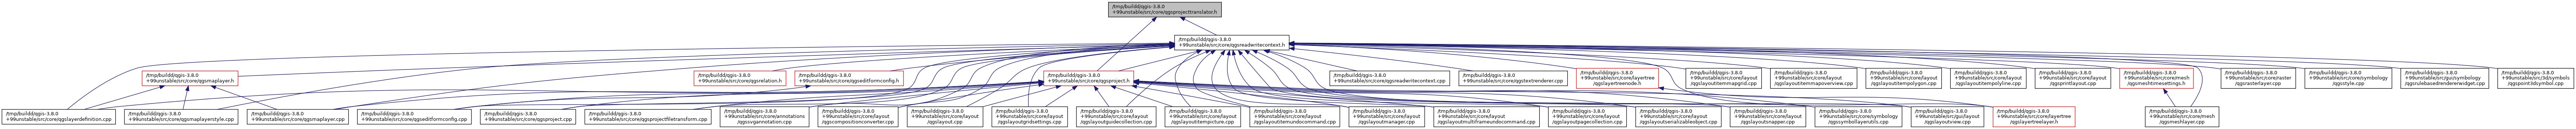 /tmp/buildd/qgis-3.8.0
+99unstable/src/core/qgsprojecttranslator.h
/tmp/buildd/qgis-3.8.0
+99unstable/src/core/qgsreadwritecontext.h
/tmp/buildd/qgis-3.8.0
+99unstable/src/core/qgsmaplayer.h
/tmp/buildd/qgis-3.8.0
+99unstable/src/core/qgsrelation.h
/tmp/buildd/qgis-3.8.0
+99unstable/src/core/qgseditformconfig.h
/tmp/buildd/qgis-3.8.0
+99unstable/src/core/qgsproject.h
/tmp/buildd/qgis-3.8.0
+99unstable/src/core/qgsreadwritecontext.cpp
/tmp/buildd/qgis-3.8.0
+99unstable/src/core/qgstextrenderer.cpp
/tmp/buildd/qgis-3.8.0
+99unstable/src/core/layertree
/qgslayertreenode.h
/tmp/buildd/qgis-3.8.0
+99unstable/src/core/layout
/qgslayoutitemmapgrid.cpp
/tmp/buildd/qgis-3.8.0
+99unstable/src/core/layout
/qgslayoutitemmapoverview.cpp
/tmp/buildd/qgis-3.8.0
+99unstable/src/core/layout
/qgslayoutitempolygon.cpp
/tmp/buildd/qgis-3.8.0
+99unstable/src/core/layout
/qgslayoutitempolyline.cpp
/tmp/buildd/qgis-3.8.0
+99unstable/src/core/layout
/qgsprintlayout.cpp
/tmp/buildd/qgis-3.8.0
+99unstable/src/core/mesh
/qgsmeshtimesettings.h
/tmp/buildd/qgis-3.8.0
+99unstable/src/core/raster
/qgsrasterlayer.cpp
/tmp/buildd/qgis-3.8.0
+99unstable/src/core/symbology
/qgsstyle.cpp
/tmp/buildd/qgis-3.8.0
+99unstable/src/gui/symbology
/qgsrulebasedrendererwidget.cpp
/tmp/buildd/qgis-3.8.0
+99unstable/src/3d/symbols
/qgspoint3dsymbol.cpp
/tmp/buildd/qgis-3.8.0
+99unstable/src/core/qgslayerdefinition.cpp
/tmp/buildd/qgis-3.8.0
+99unstable/src/core/qgsmaplayerstyle.cpp
/tmp/buildd/qgis-3.8.0
+99unstable/src/core/qgsmaplayer.cpp
/tmp/buildd/qgis-3.8.0
+99unstable/src/core/qgseditformconfig.cpp
/tmp/buildd/qgis-3.8.0
+99unstable/src/core/qgsproject.cpp
/tmp/buildd/qgis-3.8.0
+99unstable/src/core/qgsprojectfiletransform.cpp
/tmp/buildd/qgis-3.8.0
+99unstable/src/core/annotations
/qgssvgannotation.cpp
/tmp/buildd/qgis-3.8.0
+99unstable/src/core/layout
/qgscompositionconverter.cpp
/tmp/buildd/qgis-3.8.0
+99unstable/src/core/layout
/qgslayout.cpp
/tmp/buildd/qgis-3.8.0
+99unstable/src/core/layout
/qgslayoutgridsettings.cpp
/tmp/buildd/qgis-3.8.0
+99unstable/src/core/layout
/qgslayoutguidecollection.cpp
/tmp/buildd/qgis-3.8.0
+99unstable/src/core/layout
/qgslayoutitempicture.cpp
/tmp/buildd/qgis-3.8.0
+99unstable/src/core/layout
/qgslayoutitemundocommand.cpp
/tmp/buildd/qgis-3.8.0
+99unstable/src/core/layout
/qgslayoutmanager.cpp
/tmp/buildd/qgis-3.8.0
+99unstable/src/core/layout
/qgslayoutmultiframeundocommand.cpp
/tmp/buildd/qgis-3.8.0
+99unstable/src/core/layout
/qgslayoutpagecollection.cpp
/tmp/buildd/qgis-3.8.0
+99unstable/src/core/layout
/qgslayoutserializableobject.cpp
/tmp/buildd/qgis-3.8.0
+99unstable/src/core/layout
/qgslayoutsnapper.cpp
/tmp/buildd/qgis-3.8.0
+99unstable/src/core/symbology
/qgssymbollayerutils.cpp
/tmp/buildd/qgis-3.8.0
+99unstable/src/gui/layout
/qgslayoutview.cpp
/tmp/buildd/qgis-3.8.0
+99unstable/src/core/layertree
/qgslayertreelayer.h
/tmp/buildd/qgis-3.8.0
+99unstable/src/core/mesh
/qgsmeshlayer.cpp